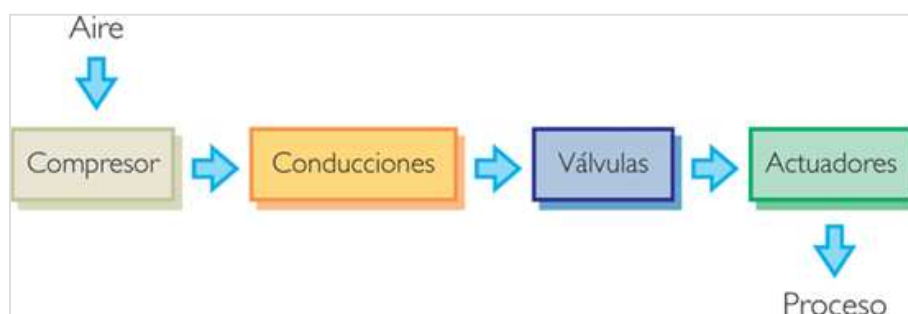 Aire
Compresor
Conducciones
Válvulas
Actuadores
Proceso